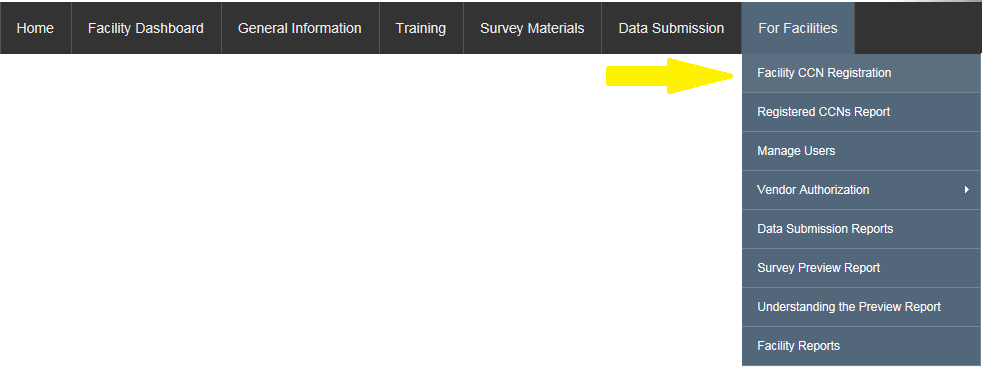 Home Facility Dashboard General Information Training Survey Materials Data Submission For Facilities
Facility CCN Registration
Registered CCNs Report
Manage Users
Vendor Authorization
Data Submission Reports
Survey Preview Report
Understanding the Preview Report
Facility Reports